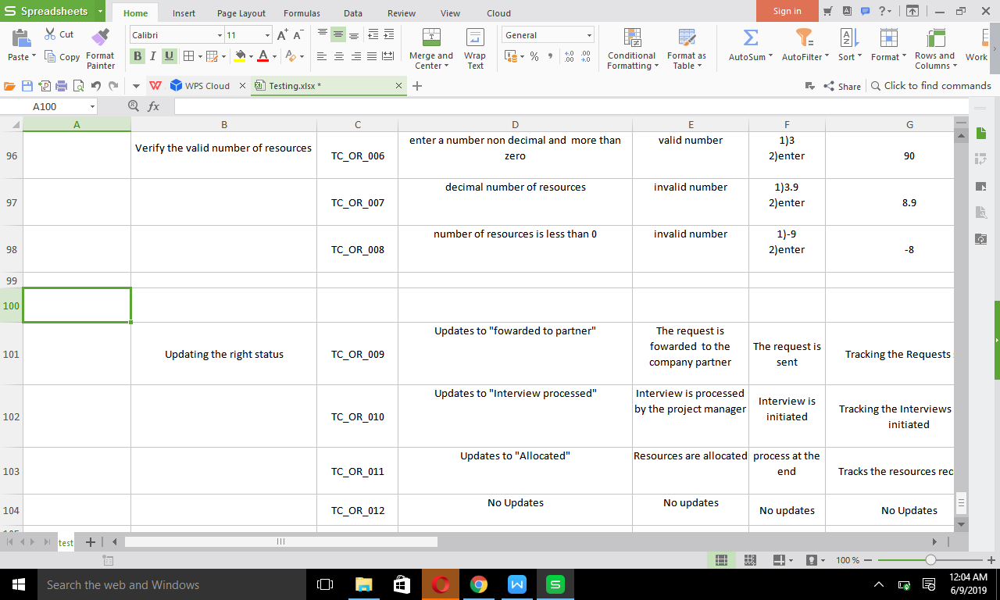 Spreadsheets
Home Insert Page Layout Formulas Data Review View Cloud
Sign in
Paste
Cut
Copy
Format
Painter
Calibri 11
B I U
Merge and
Center
Wrap
Text
General
Conditional
Formatting
Format as
Table
AutoSum
AutoFilter
Sort
Format
Rows and
Columns
Work
WPS Cloud
Testing.xlsx *
Share
Click to find commands
A100
fx
A B C D E F G
96 Verify the valid number of resources TC_OR_006
enter a number non decimal and more than
zero
valid number
1)3
2)enter
90
97 TC_OR_007
decimal number of resources
invalid number
1)3.9
2)enter
8.9
98 TC_OR_008
number of resources is less than 0
invalid number
1)-9
2)enter
-8
99
100
101 Updating the right status TC_OR_009
Updates to "fowarded to partner"
The request is
fowarded to the
company partner
The request is
sent
Tracking the Requests
102 TC_OR_010
Updates to "Interview processed"
Interview is processed
by the project manager
Interview is
initiated
Tracking the Interviews
initiated
103 TC_OR_011
Updates to "Allocated"
Resources are allocated
process at the
end
Tracks the resources rec
104 TC_OR_012
No Updates
No updates
No updates
No Updates
test
100 %
Search the web and Windows
12:04 AM
6/9/2019